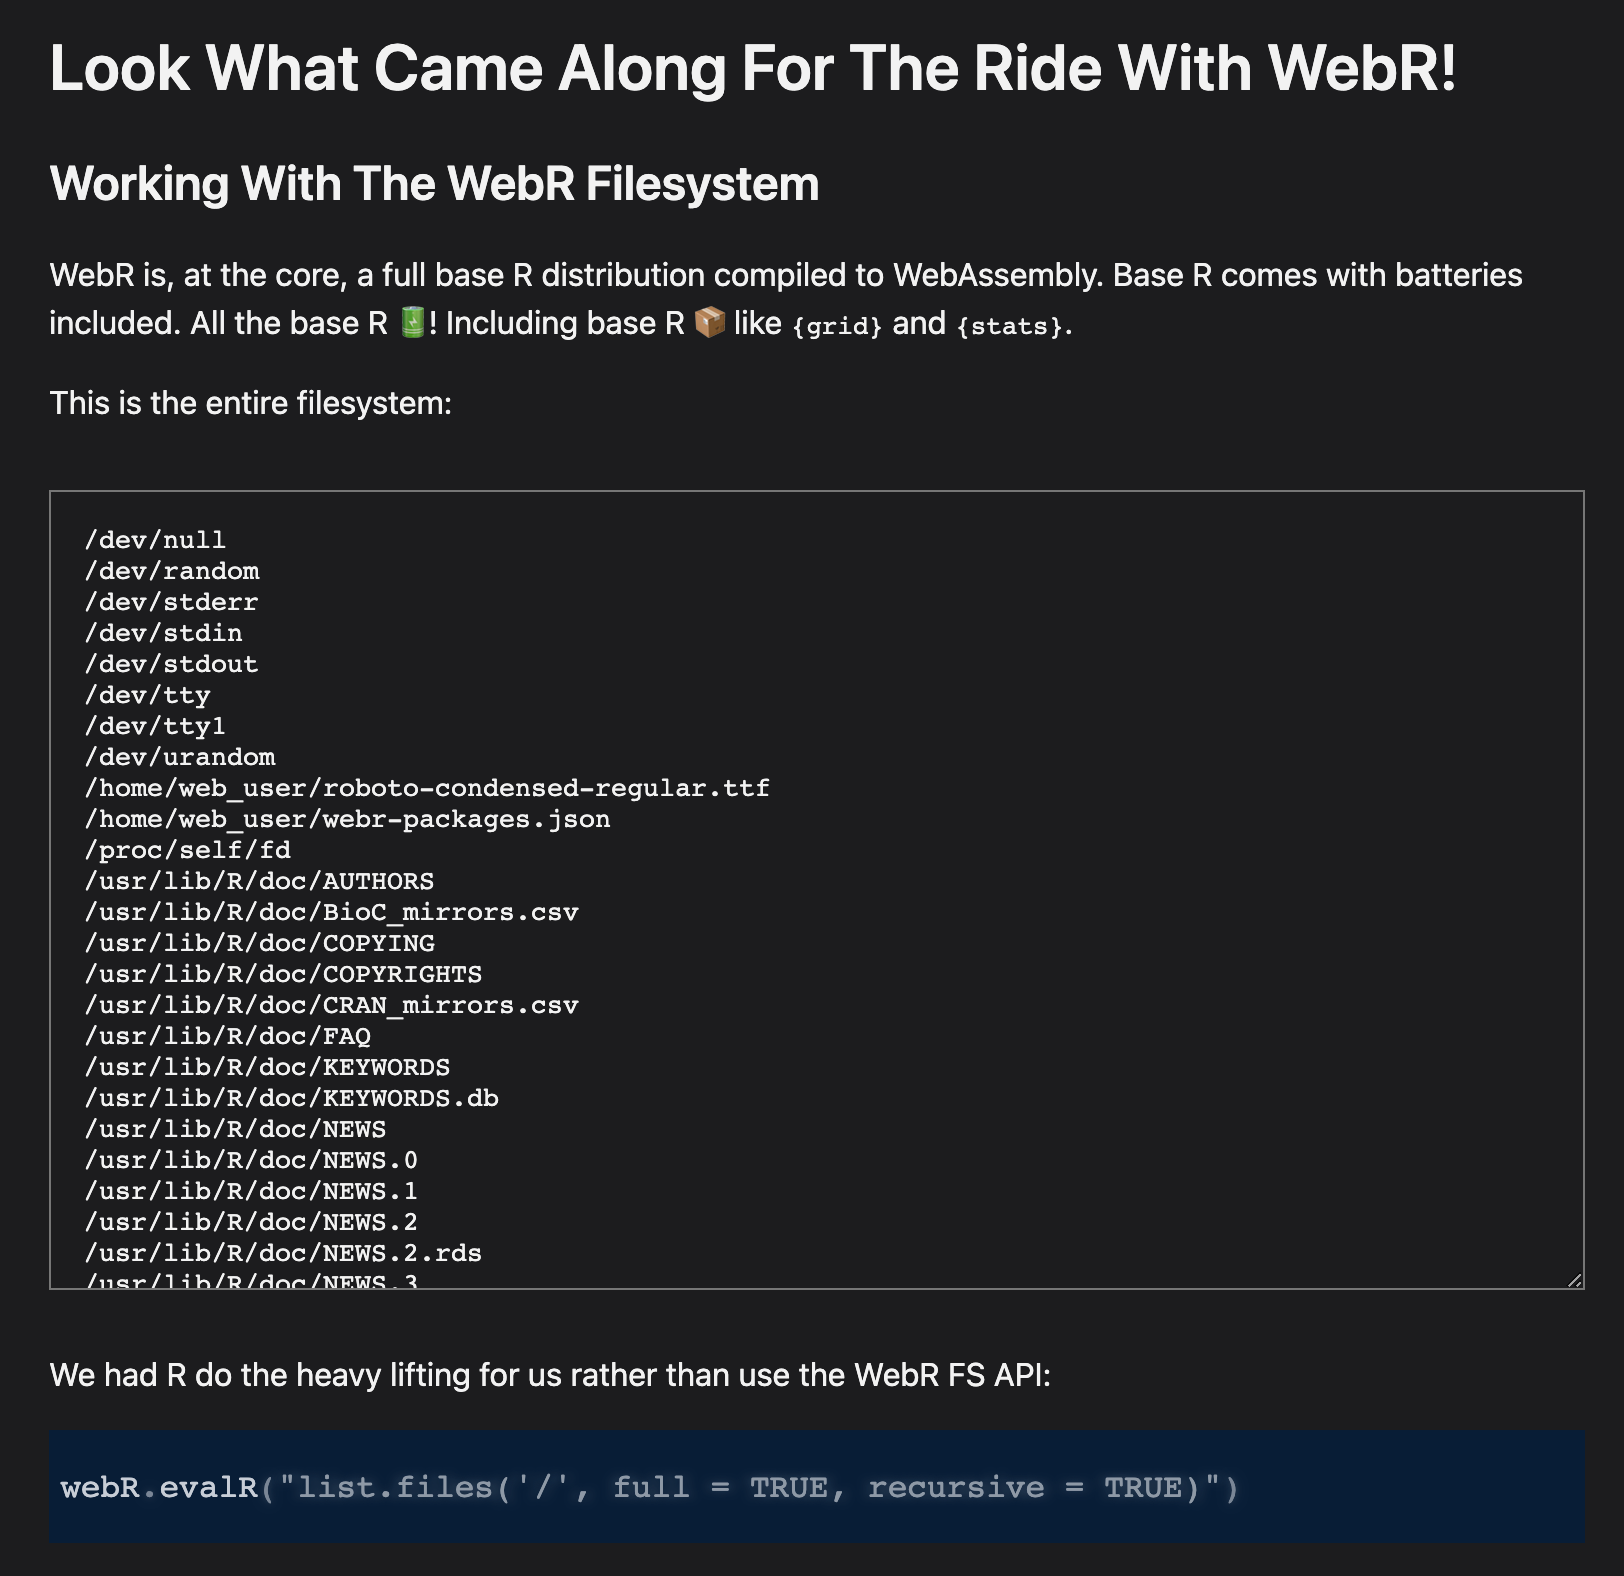 Look What Came Along For The Ride With WebR!
Working With The WebR Filesystem
WebR is, at the core, a full base R distribution compiled to WebAssembly. Base R comes with batteries
included. All the base R 🔋! Including base R 📦 like {grid} and {stats}.
This is the entire filesystem:
/dev/null
/dev/random
/dev/stderr
/dev/stdin
/dev/stdout
/dev/tty
/dev/tty1
/dev/urandom
/home/web_user/roboto-condensed-regular.ttf
/home/web_user/webr-packages.json
/proc/self/fd
/usr/lib/R/doc/AUTHORS
/usr/lib/R/doc/BioC_mirrors.csv
/usr/lib/R/doc/COPYING
/usr/lib/R/doc/COPYRIGHTS
/usr/lib/R/doc/CRAN_mirrors.csv
/usr/lib/R/doc/FAQ
/usr/lib/R/doc/KEYWORDS
/usr/lib/R/doc/KEYWORDS.db
/usr/lib/R/doc/NEWS
/usr/lib/R/doc/NEWS.0
/usr/lib/R/doc/NEWS.1
/usr/lib/R/doc/NEWS.2
/usr/lib/R/doc/NEWS.2.rds
/usr/lib/R/doc/NEWS.3
We had R do the heavy lifting for us rather than use the WebR FS API:
webR.evalR("list.files('/', full = TRUE, recursive = TRUE)")